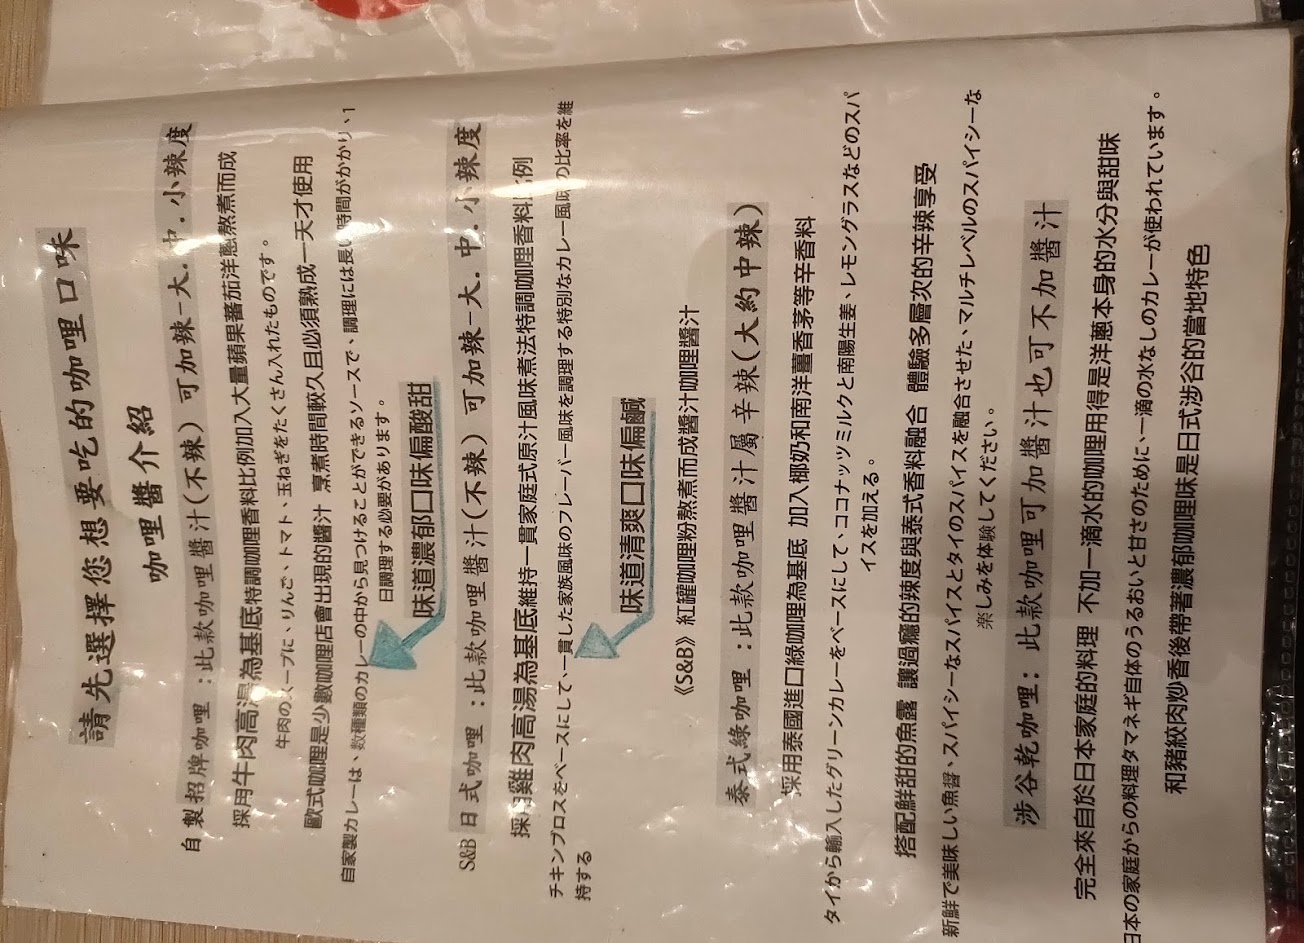 請先選擇您想要吃的咖哩口味
咖哩醬介紹
自製招牌咖哩：此款咖哩醬汁(不辣) 可加辣-大.中.小辣度
採用牛肉高湯為基底特調咖哩香料比例加入大量蘋果蕃茄洋蔥熬煮而成
牛肉のスープに、りんご、トマト、玉ねぎをたくさん入れたものです。
歐式咖哩是少數咖哩店會出現的醬汁 烹煮時間較久且必須熟成一天才使用
自家製カレーは、数種類のカレーの中から見つけることができるソースで、調理には長い時間がかかり、1
日調理する必要があります。
味道濃郁口味偏酸甜
S&B 日式咖哩：此款咖哩醬汁(不辣) 可加辣-大.中.小辣度
採用雞肉高湯為基底維持一貫家庭式原汁風味煮法特調咖哩香料比例
チキンブロスをベースにして、一貫した家族風味のフレーバー風味を調理する特別なカレー風味の比率を維
持する
味道清爽口味偏鹹
《S&B》紅罐咖哩粉熬煮而成醬汁咖哩醬汁
泰式綠咖哩：此款咖哩醬汁屬辛辣(大約中辣)
採用泰國進口綠咖哩為基底 加入椰奶和南洋薑香茅等辛香料
タイから輸入したグリーンカレーをベースにして、ココナッツミルクと南陽生姜、レモングラスなどのスパ
イスを加える。
搭配鮮甜的魚露 讓過癮的辣度與泰式香料融合 體驗多層次的辛辣享受
新鮮で美味しい魚醤、スパイシーなスパイスとタイのスパイスを融合させた、マルチレベルのスパイシーな
楽しみを体験してください。
涉谷乾咖哩：此款咖哩可加醬汁也可不加醬汁
完全來自於日本家庭的料理 不加一滴水的咖哩用得是洋蔥本身的水分與甜味
日本の家庭からの料理タマネギ自体のうるおいと甘さのために、一滴の水なしのカレーが使われています。
和豬絞肉炒香後帶著濃郁咖哩味是日式涉谷的當地特色